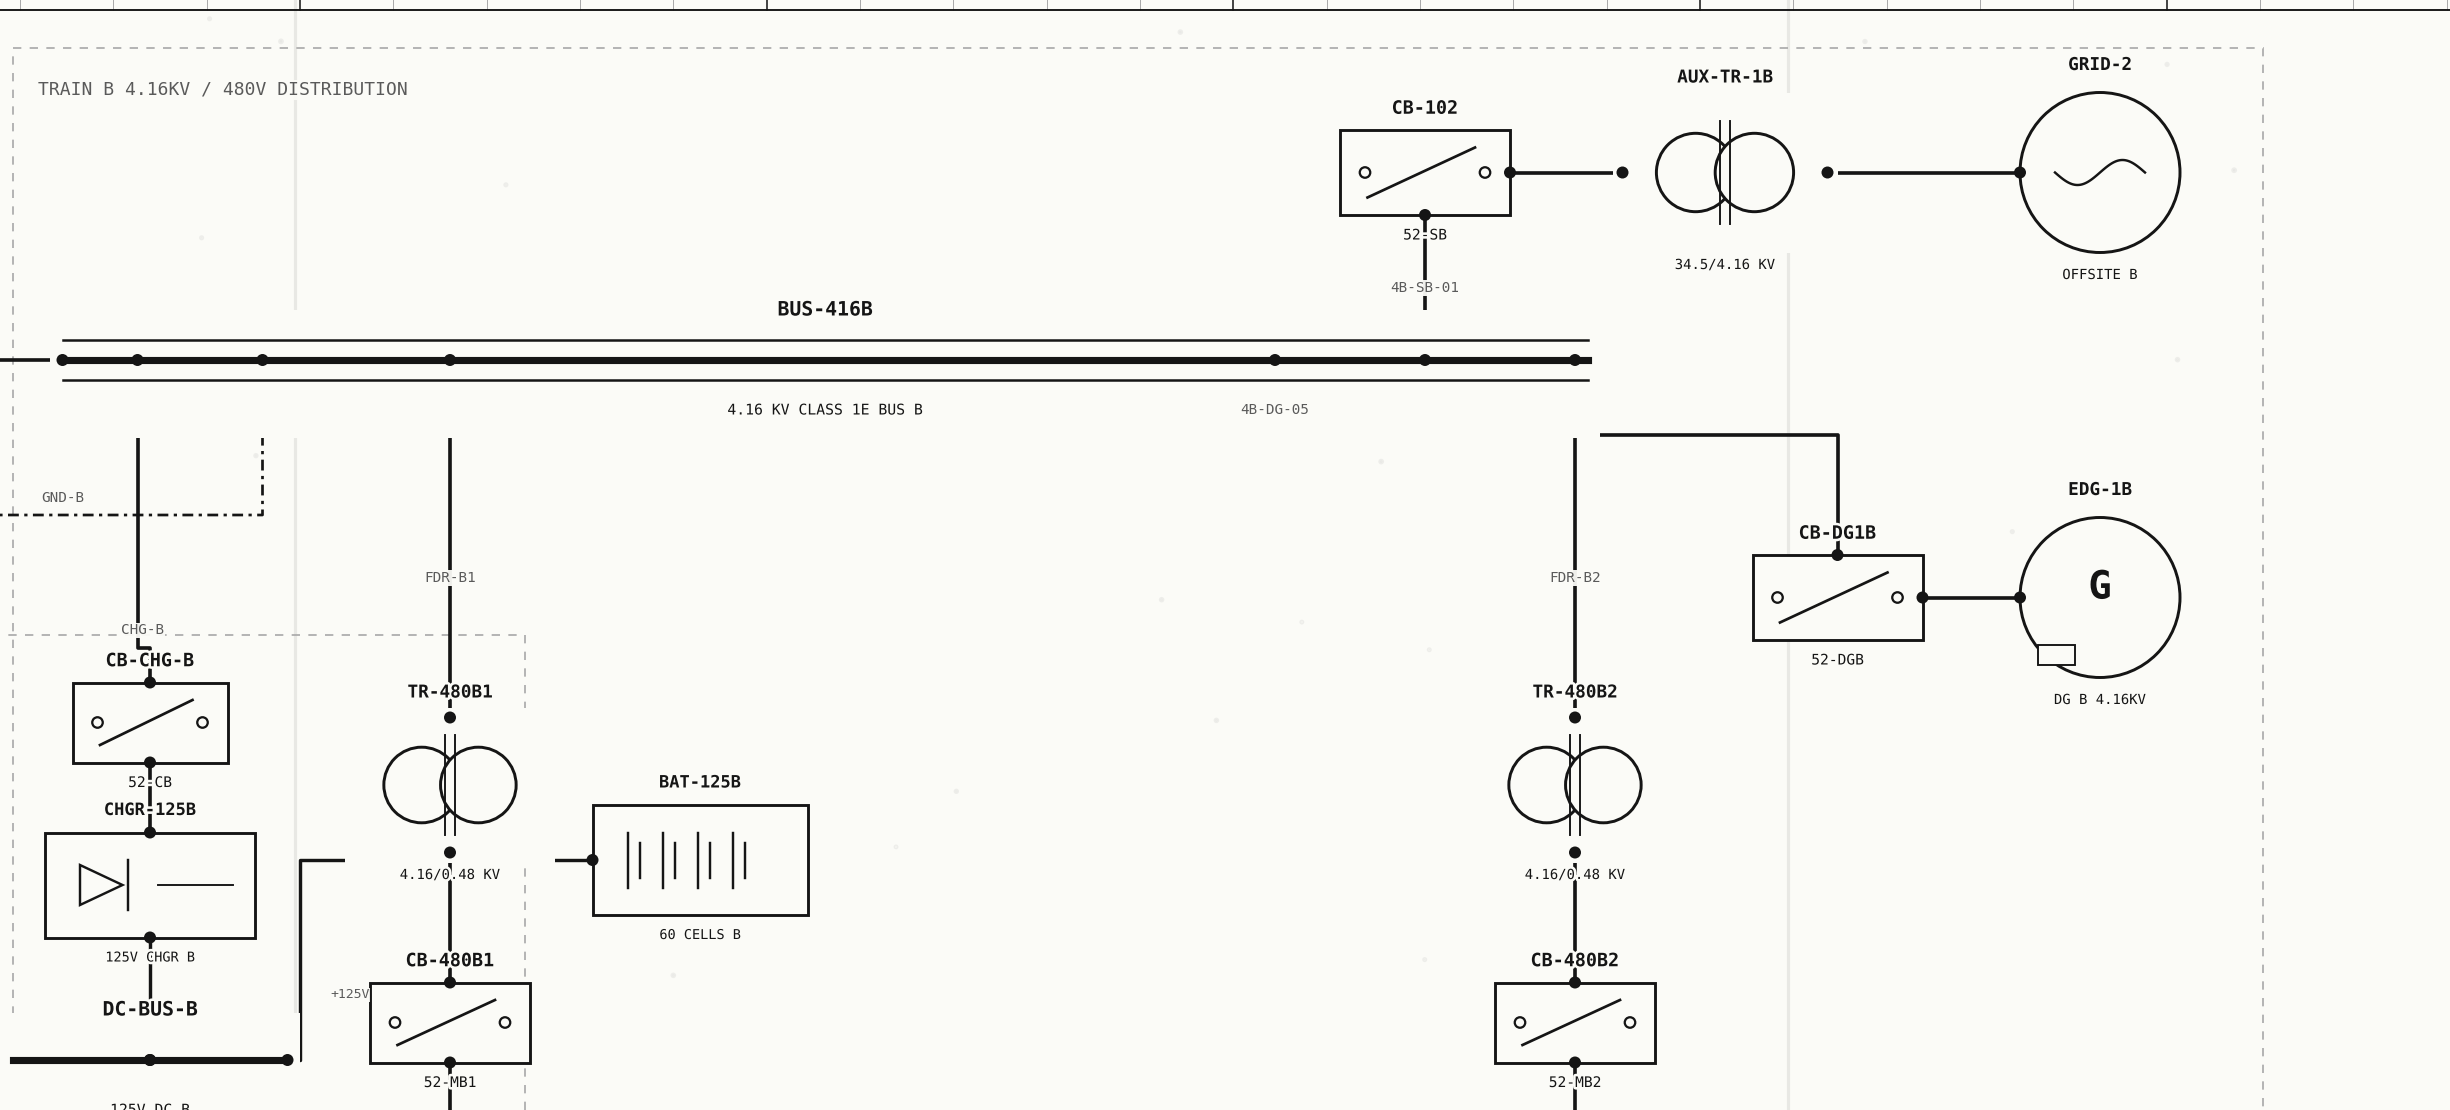 GRID-2
AUX-TR-1B
TRAIN B 4.16KV / 480V DISTRIBUTION
CB-102
52-SB
34.5/4.16 KV
OFFSITE B
4B-SB-01
BUS-416B
4.16 KV CLASS 1E BUS B
4B-DG-05
EDG-1B
GND-B
CB-DG1B
FDR-B1
FDR-B2
G
CHG-B
CB-CHG-B
52-DGB
TR-480B1
TR-480B2
DG B 4.16KV
52-CB
BAT-125B
CHGR-125B
4.16/0.48 KV
4.16/0.48 KV
60 CELLS B
125V CHGR B
CB-480B1
CB-480B2
+125V
DC-BUS-B
52-MB1
52-MB2
125V DC B